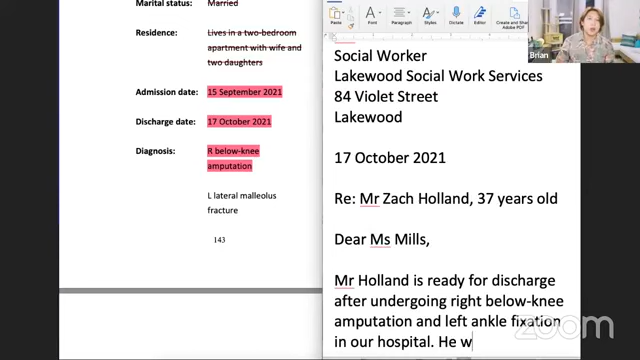 Marital status: Married
Residence: Lives in a two-bedroom
apartment with wife and
two daughters
Admission date: 15 September 2021
Discharge date: 17 October 2021
Diagnosis: R below-knee
amputation
L lateral malleolus
fracture
143
Paste
Font
Paragraph
Styles
Dictate
Editor
Create and Share
Adobe PDF
Social Worker
Lakewood Social Work Services
84 Violet Street
Lakewood
17 October 2021
Re: Mr Zach Holland, 37 years old
Dear Ms Mills,
Mr Holland is ready for discharge
after undergoing right below-knee
amputation and left ankle fixation
in our hospital. He w
Brian
LIVE
zoom